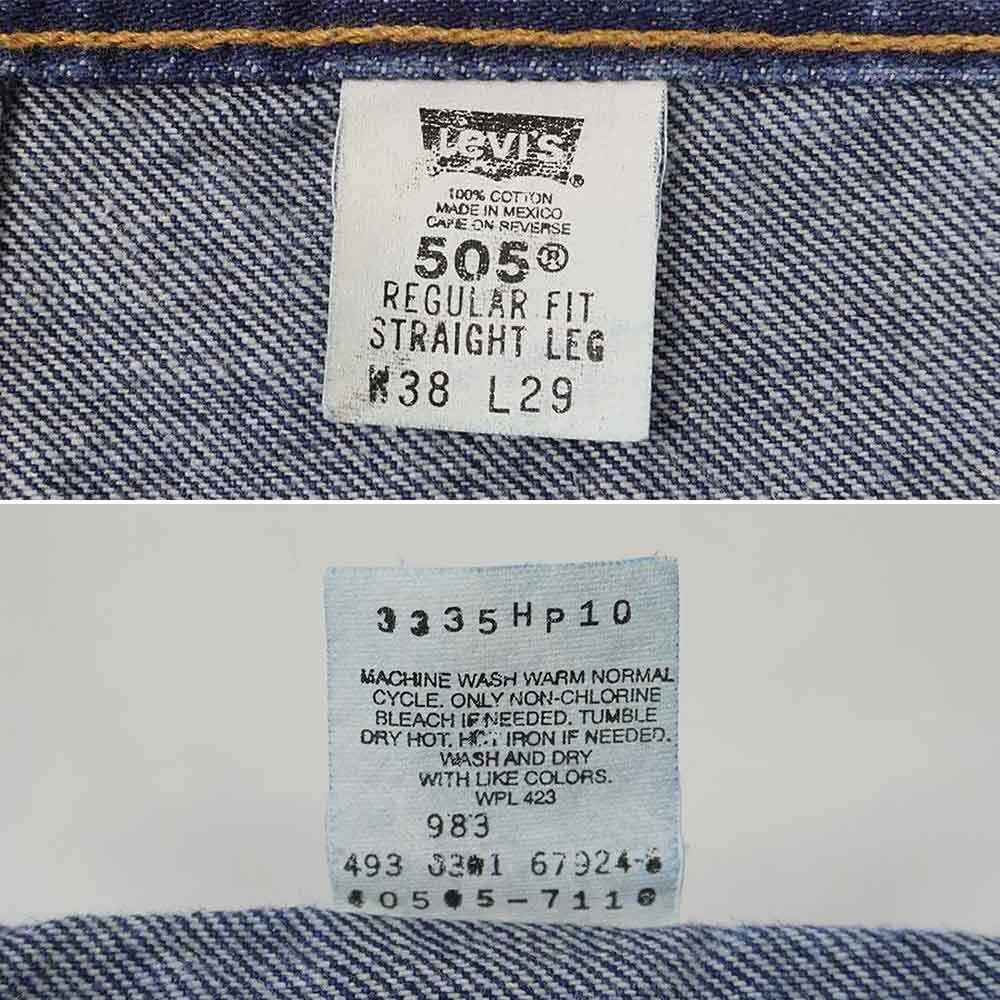 LEVI'S®
100% COTTON
MADE IN MEXICO
CARE ON REVERSE
505®
REGULAR FIT
STRAIGHT LEG
W38 L29
3335HP10
MACHINE WASH WARM NORMAL
CYCLE. ONLY NON-CHLORINE
BLEACH IF NEEDED. TUMBLE
DRY HOT. HOT IRON IF NEEDED.
WASH AND DRY
WITH LIKE COLORS.
WPL 423
983
493